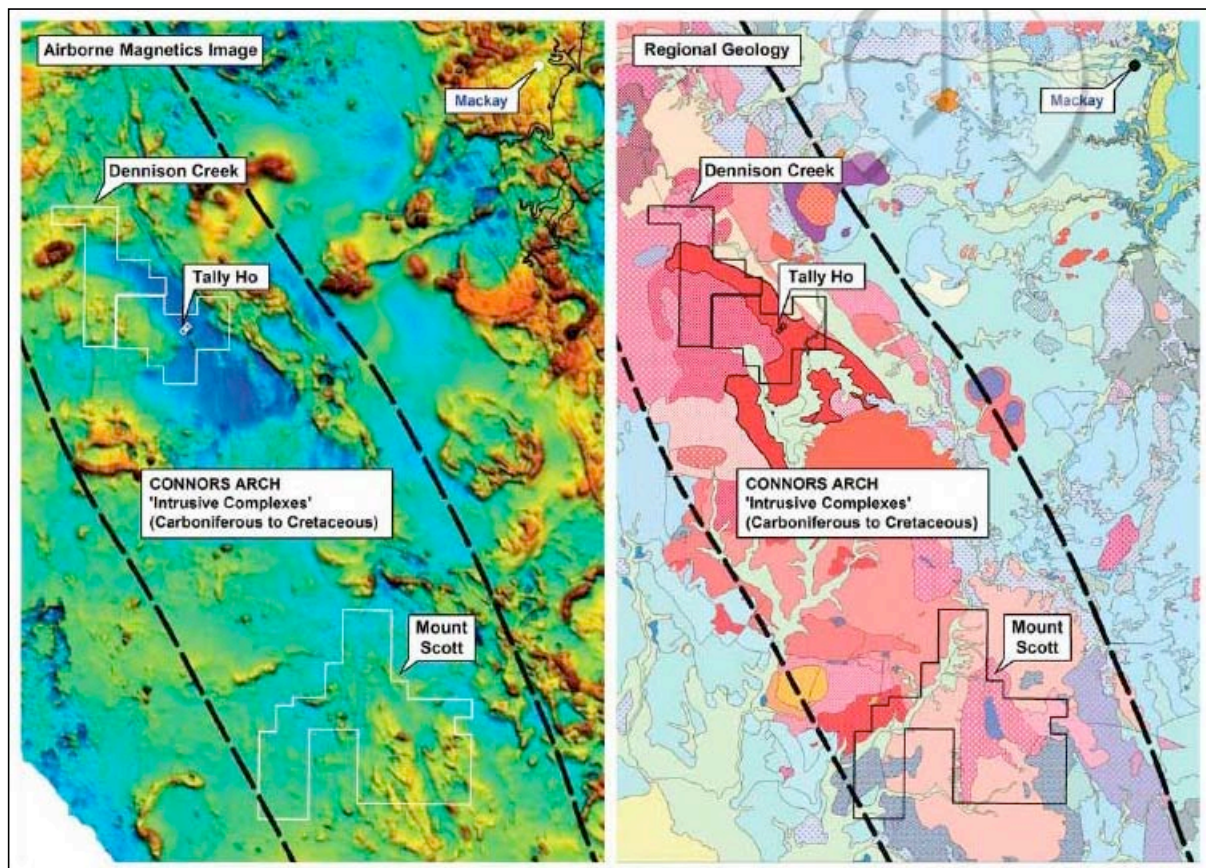 Airborne Magnetics Image
Mackay
Dennison Creek
Tally Ho
CONNORS ARCH
'Intrusive Complexes'
(Carboniferous to Cretaceous)
Mount
Scott
Regional Geology
Mackay
Dennison Creek
Tally Ho
CONNORS ARCH
'Intrusive Complexes'
(Carboniferous to Cretaceous)
Mount
Scott